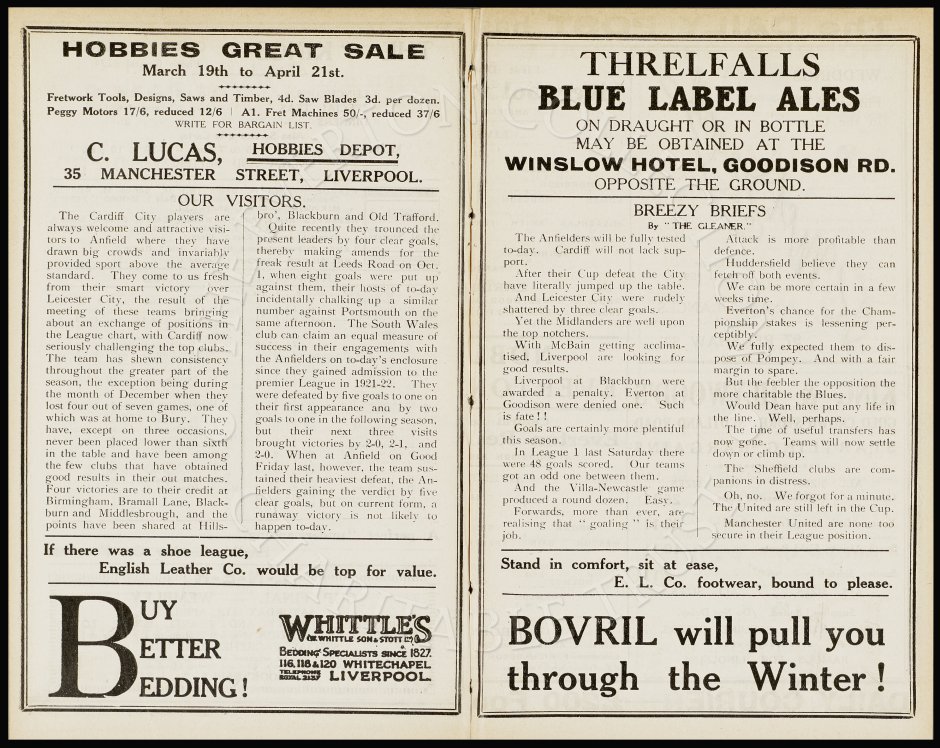 HOBBIES GREAT SALE
March 19th to April 21st.
Fretwork Tools, Designs, Saws and Timber, 4d. Saw Blades 3d. per dozen.
Peggy Motors 17/6, reduced 12/6 | A1. Fret Machines 50/-, reduced 37/6
WRITE FOR BARGAIN LIST.
C. LUCAS, HOBBIES DEPOT,
35 MANCHESTER STREET, LIVERPOOL.
OUR VISITORS.
The Cardiff City players are
always welcome and attractive visi-
tors to Anfield where they have
drawn big crowds and invariably
provided sport above the average
standard. They come to us fresh
from their smart victory over
Leicester City, the result of the
meeting of these teams bringing
about an exchange of positions in
the League chart, with Cardiff now
seriously challenging the top clubs.
The team has shewn consistency
throughout the greater part of the
season, the exception being during
the month of December when they
lost four out of seven games, one of
which was at home to Bury. They
have, except on three occasions,
never been placed lower than sixth
in the table and have been among
the few clubs that have obtained
good results in their out matches.
Four victories are to their credit at
Birmingham, Bramall Lane, Black-
burn and Middlesbrough, and the
points have been shared at Hills-
bro', Blackburn and Old Trafford.
Quite recently they trounced the
present leaders by four clear goals,
thereby making amends for the
freak result at Leeds Road on Oct.
1, when eight goals were put up
against them, their hosts of to-day
incidentally chalking up a similar
number against Portsmouth on the
same afternoon. The South Wales
club can claim an equal measure of
success in their engagements with
the Anfielders on to-day's enclosure
since they gained admission to the
premier League in 1921-22. They
were defeated by five goals to one on
their first appearance and by two
goals to one in the following season,
but their next three visits
brought victories by 2-0, 2-1, and
2-0. When at Anfield on Good
Friday last, however, the team sus-
tained their heaviest defeat, the An-
fielders gaining the verdict by five
clear goals, but on current form, a
runaway victory is not likely to
happen to-day.
If there was a shoe league,
English Leather Co. would be top for value.
BUY
BETTER
BEDDING!
WHITTLE'S
(W. WHITTLE SON & STOTT LTD)
BEDDING SPECIALISTS SINCE 1827.
116, 118 & 120 WHITECHAPEL
TELEPHONE
ROYAL 2137 LIVERPOOL.
THRELFALLS
BLUE LABEL ALES
ON DRAUGHT OR IN BOTTLE
MAY BE OBTAINED AT THE
WINSLOW HOTEL, GOODISON RD.
OPPOSITE THE GROUND.
BREEZY BRIEFS
By "THE GLEANER."
The Anfielders will be fully tested
to-day. Cardiff will not lack sup-
port.
After their Cup defeat the City
have literally jumped up the table.
And Leicester City were rudely
shattered by three clear goals.
Yet the Midlanders are well upon
the top notchers.
With McBain getting acclima-
tised, Liverpool are looking for
good results.
Liverpool at Blackburn were
awarded a penalty. Everton at
Goodison were denied one. Such
is fate!!
Goals are certainly more plentiful
this season.
In League 1 last Saturday there
were 48 goals scored. Our teams
got an odd one between them.
And the Villa-Newcastle game
produced a round dozen. Easy.
Forwards, more than ever, are
realising that "goaling" is their
job.
Attack is more profitable than
defence.
Huddersfield believe they can
fetch off both events.
We can be more certain in a few
weeks time.
Everton's chance for the Cham-
pionship stakes is lessening per-
ceptibly.
We fully expected them to dis-
pose of Pompey. And with a fair
margin to spare.
But the feebler the opposition the
more charitable the Blues.
Would Dean have put any life in
the line. Well, perhaps.
The time of useful transfers has
now gone. Teams will now settle
down or climb up.
The Sheffield clubs are com-
panions in distress.
Oh, no. We forgot for a minute.
The United are still left in the Cup.
Manchester United are none too
secure in their League position.
Stand in comfort, sit at ease,
E. L. Co. footwear, bound to please.
BOVRIL will pull you
through the Winter!